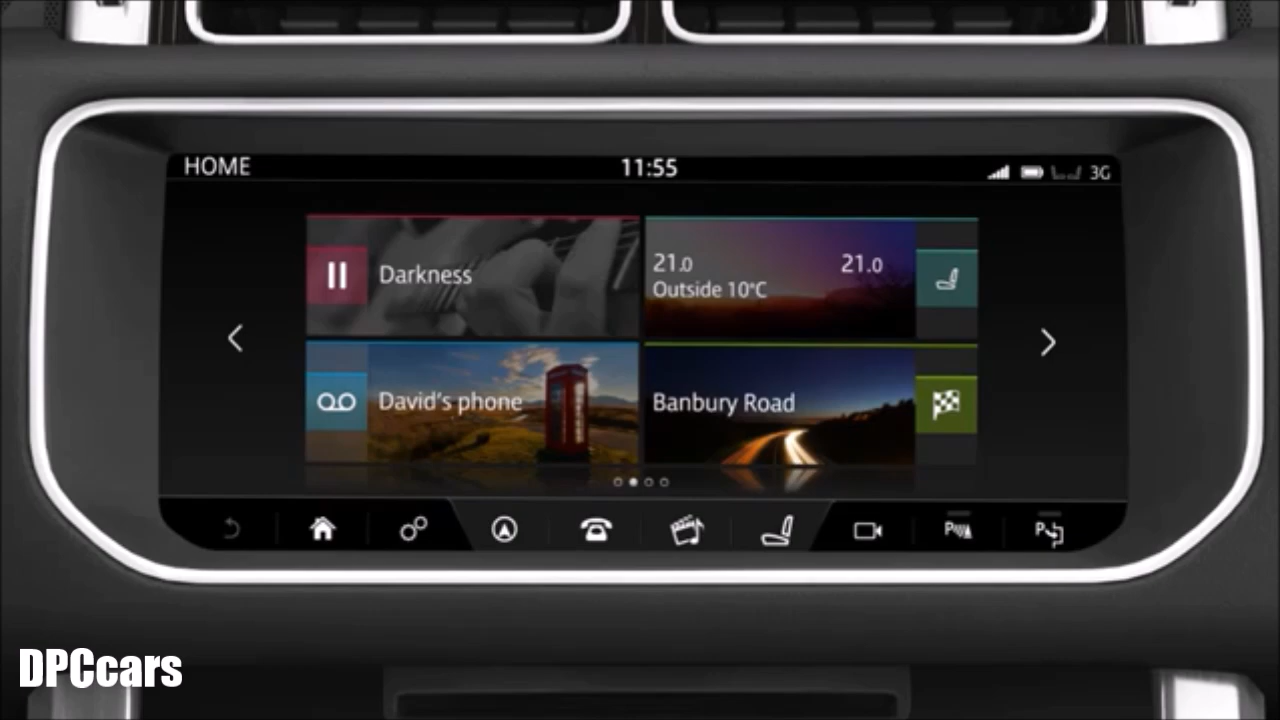 HOME
11:55
3G
Darkness
21.0
21.0
Outside 10°C
David's phone
Banbury Road
P
P
DPCcars